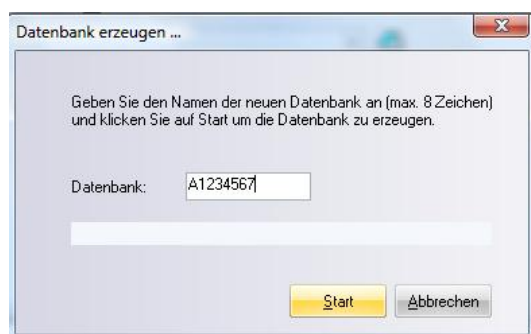 Datenbank erzeugen ...
Geben Sie den Namen der neuen Datenbank an (max. 8 Zeichen)
und klicken Sie auf Start um die Datenbank zu erzeugen.
Datenbank: A1234567
Start Abbrechen